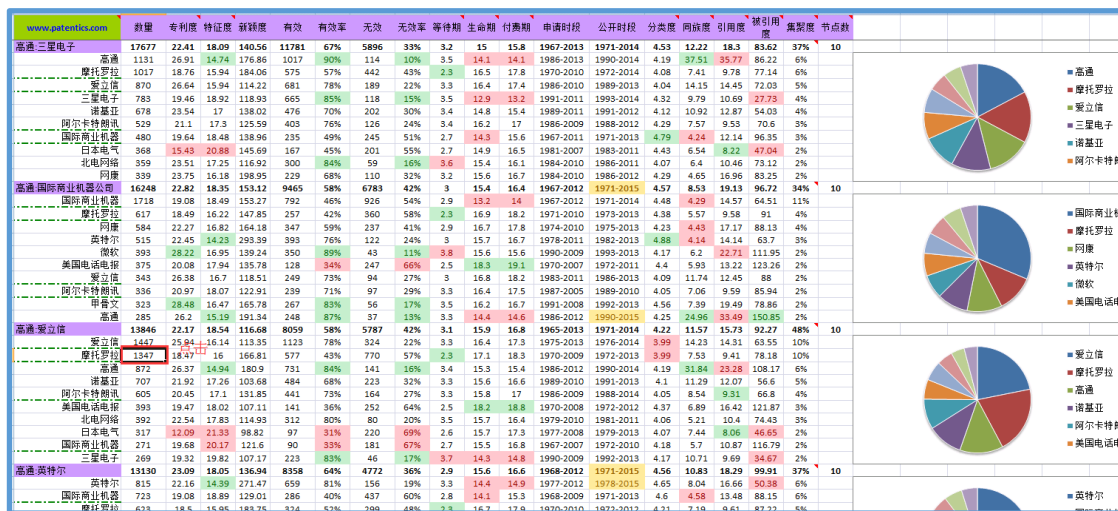 www.patentics.com 数量 专利度 特征度 新颖度 有效 有效率 无效 无效率 等待期 生命期 付费期 申请时段 公开时段 分类度 同族度 引用度 被引用度 集聚度 节点数
高通:三星电子 17677 22.41 18.09 140.56 11781 67% 5896 33% 3.2 15 15.8 1967-2013 1971-2014 4.53 12.22 18.3 83.62 37% 10
高通 1131 26.91 14.74 176.86 1017 90% 114 10% 3.5 14.1 14.1 1986-2013 1990-2014 4.19 37.51 35.77 86.22 6%
摩托罗拉 1017 18.76 15.94 184.06 575 57% 442 43% 2.3 16.5 17.8 1970-2010 1972-2014 4.08 7.41 9.78 77.14 6%
爱立信 870 26.64 15.94 114.22 681 78% 189 22% 3.3 16.4 17.4 1986-2010 1989-2014 4.04 14.15 14.45 72.03 5%
三星电子 783 19.46 18.92 118.93 665 85% 118 15% 3.5 12.9 13.2 1991-2011 1993-2014 4.32 9.79 10.69 27.73 4%
诺基亚 678 23.54 17 138.02 476 70% 202 30% 3.4 14.8 15.4 1989-2011 1991-2012 4.12 10.92 12.87 54.03 4%
阿尔卡特朗讯 529 21.1 17.3 125.59 403 76% 126 24% 3.4 16.2 17 1986-2009 1988-2012 4.29 7.57 9.53 70.6 3%
国际商业机器 480 19.64 18.48 138.96 235 49% 245 51% 2.7 14.3 15.6 1967-2011 1971-2013 4.79 4.24 12.14 96.35 3%
日本电气 368 15.43 20.88 145.69 167 45% 201 55% 2.7 14.9 16.5 1981-2007 1983-2011 4.43 6.54 8.22 47.04 2%
北电网络 359 23.51 17.25 116.92 300 84% 59 16% 3.6 15.4 16.1 1984-2010 1986-2011 4.07 6.4 10.46 73.12 2%
网康 339 23.75 16.18 198.95 229 68% 110 32% 3.2 15.6 16.7 1984-2010 1986-2012 4.29 4.65 16.96 83.25 2%
高通:国际商业机器公司 16248 22.82 18.35 153.12 9465 58% 6783 42% 3 15.4 16.4 1967-2012 1971-2015 4.57 8.53 19.13 96.72 34% 10
国际商业机器 1718 19.08 18.49 153.27 792 46% 926 54% 2.9 13.2 14 1967-2012 1971-2014 4.48 4.29 14.57 64.51 11%
摩托罗拉 617 18.49 16.22 147.85 257 42% 360 58% 2.3 16.9 18.2 1971-2010 1973-2013 4.38 5.57 9.58 91 4%
网康 584 22.27 16.82 164.18 347 59% 237 41% 2.9 16.7 17.8 1974-2010 1975-2013 4.23 4.43 17.17 88.13 4%
英特尔 515 22.45 14.23 293.39 393 76% 122 24% 3 15.7 16.7 1978-2011 1982-2013 4.88 4.14 14.14 63.7 3%
微软 393 28.22 16.95 139.24 350 89% 43 11% 3.8 15.6 15.6 1990-2009 1993-2013 4.17 6.2 22.71 111.95 2%
美国电话电报 375 20.08 17.94 135.78 128 34% 247 66% 2.5 18.3 19.1 1970-2007 1972-2011 4.4 5.93 13.22 123.26 2%
爱立信 343 26.38 16.7 118.51 249 73% 94 27% 3 16.8 18.2 1983-2011 1986-2013 4.09 11.74 12.45 88 2%
阿尔卡特朗讯 336 20.97 18.07 122.91 239 71% 97 29% 3.3 16.4 17.5 1987-2009 1989-2010 4.05 7.06 9.59 85.94 2%
甲骨文 323 28.48 16.47 165.78 267 83% 56 17% 3.5 16.2 16.7 1991-2008 1992-2013 4.56 7.39 19.49 78.86 2%
高通 285 26.2 15.19 191.34 248 87% 37 13% 3.3 14.4 14.6 1986-2012 1990-2015 4.25 24.96 33.49 150.85 2%
高通:爱立信 13846 22.17 18.54 116.68 8059 58% 5787 42% 3.1 15.9 16.8 1965-2013 1971-2014 4.22 11.57 15.73 92.27 48% 10
爱立信 1447 25.94 16.14 113.35 1123 78% 324 22% 3.3 16.4 17.3 1975-2013 1976-2014 3.99 14.23 14.31 63.55 10%
摩托罗拉 1347 点击 18.47 16 166.81 577 43% 770 57% 2.3 17.1 18.3 1970-2009 1972-2013 3.99 7.53 9.41 78.18 10%
高通 872 26.37 14.94 180.9 731 84% 141 16% 3.4 15.3 15.4 1986-2012 1990-2014 4.19 31.84 23.28 108.17 6%
诺基亚 707 21.92 17.26 103.68 484 68% 223 32% 3.3 15.6 16.6 1989-2010 1991-2013 4.1 11.29 12.07 56.6 5%
阿尔卡特朗讯 605 20.45 17.1 131.85 441 73% 164 27% 3.3 15.8 17 1986-2009 1988-2014 4.05 8.54 9.31 66.8 4%
美国电话电报 393 19.47 18.02 107.11 141 36% 252 64% 2.5 18.2 18.8 1970-2008 1972-2012 4.37 6.89 16.42 121.87 3%
北电网络 392 22.54 17.83 114.93 312 80% 80 20% 3.5 15.7 16.4 1979-2010 1981-2011 4.06 5.21 10.4 74.43 3%
日本电气 317 12.09 21.33 98.82 97 31% 220 69% 2.6 15.7 17.3 1977-2008 1979-2013 4.07 7.44 8.06 46.65 2%
国际商业机器 271 19.68 20.17 121.6 90 33% 181 67% 2.7 15.5 16.8 1967-2007 1972-2010 4.18 5.7 10.87 116.79 2%
三星电子 269 19.32 19.82 107.17 223 83% 46 17% 3.7 14.3 14.8 1990-2009 1992-2013 4.17 10.71 9.69 34.67 2%
高通:英特尔 13130 23.09 18.05 136.94 8358 64% 4772 36% 2.9 15.6 16.6 1968-2012 1971-2015 4.56 10.83 18.29 99.91 37% 10
英特尔 815 22.16 14.39 271.47 659 81% 156 19% 3.3 14.4 14.9 1977-2012 1978-2015 4.65 8.04 16.66 50.38 6%
国际商业机器 723 19.08 18.89 129.01 286 40% 437 60% 2.8 14.1 15.3 1968-2009 1971-2013 4.6 4.58 13.48 88.15 6%
摩托罗拉 623 18.5 15.95 183.75 324 52% 299 48% 2.3 16.7 17.9 1970-2010 1972-2012 4.21 7.19 9.61 87.22 5%
高通
摩托罗拉
爱立信
三星电子
诺基亚
阿尔卡特
国际商业
摩托罗拉
网康
英特尔
微软
美国电话电
爱立信
摩托罗拉
高通
诺基亚
阿尔卡特朗
美国电话电
英特尔